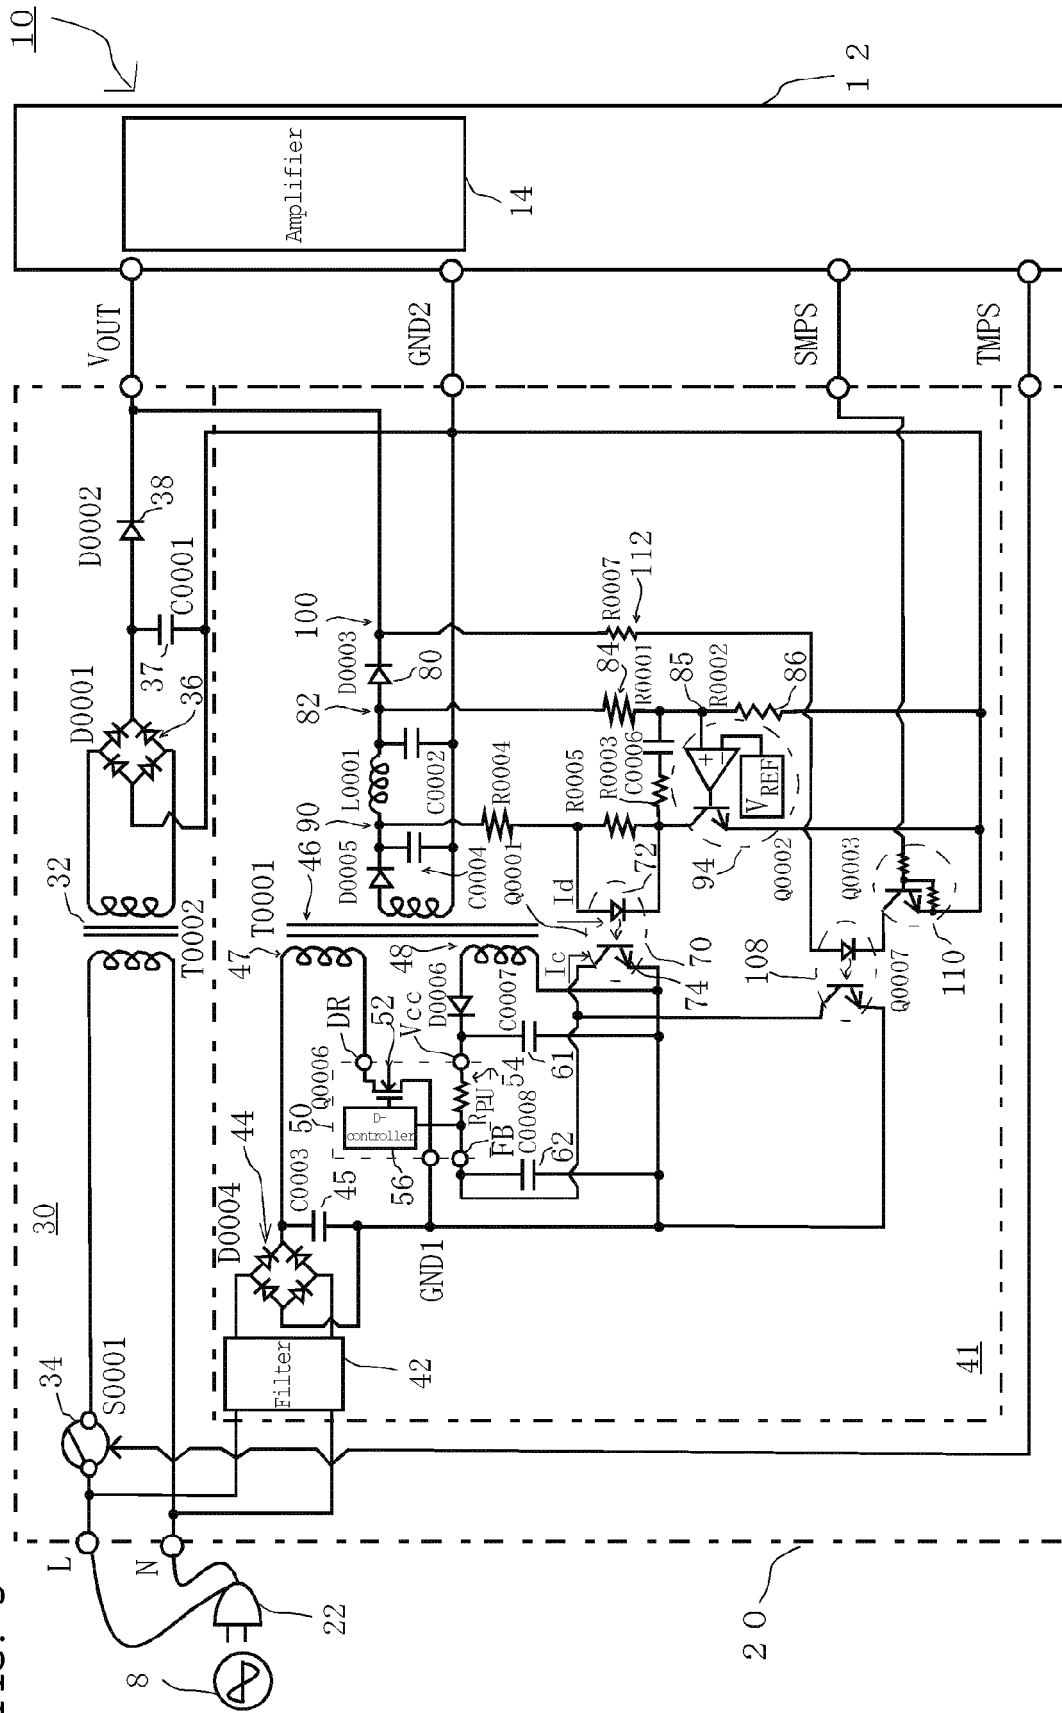 10
12
Amplifier
14
VOUT
GND2
SMPS
TMPS
D0002
38
C0001
37
D0001
36
32
T0002
30
S0001
34
L
N
22
8
20
100
D0003
80
82
L0001
C0002
90
D0005
C0004
46
T0001
47
48
R0007
112
84
R0001
85
R0002
86
R0004
R0005
R0003
C0006
VREF
+
−
94
72
Q0001
Id
Ic
70
74
Q0002
Q0003
108
Q0007
110
DR
52
Vcc
D0006
C0007
54
61
50
Q0006
D-
controller
56
RPU
FB
C0008
62
44
D0004
C0003
45
GND1
Filter
42
41